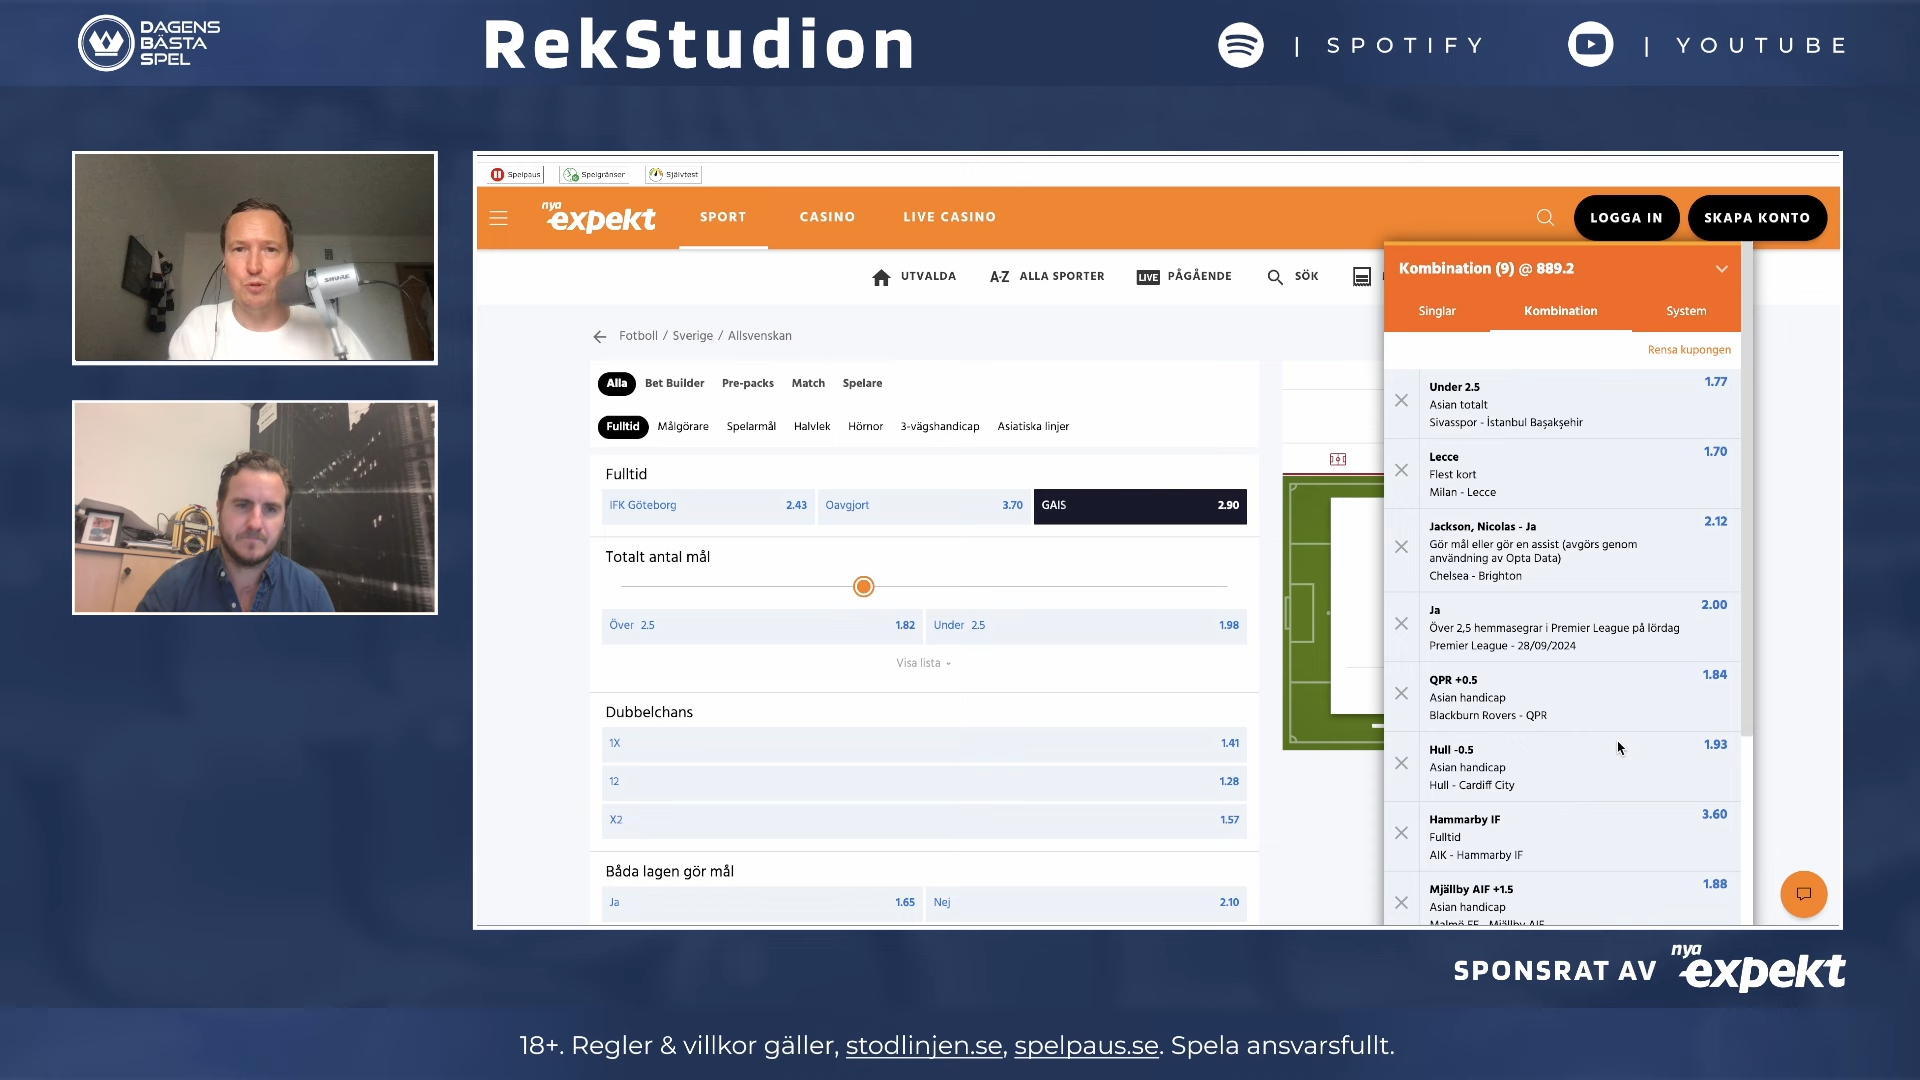 DAGENS
BÄSTA
SPEL
RekStudion
| SPOTIFY
| YOUTUBE
Spelpaus
Spelgränser
Självtest
nya
expekt
SPORT
CASINO
LIVE CASINO
LOGGA IN
SKAPA KONTO
UTVALDA
A-Z ALLA SPORTER
LIVE PÅGÅENDE
SÖK
Fotboll / Sverige / Allsvenskan
Alla Bet Builder Pre-packs Match Spelare
Fulltid Målgörare Spelarmål Halvlek Hörnor 3-vägshandicap Asiatiska linjer
Fulltid
IFK Göteborg 2.43 Oavgjort 3.70 GAIS 2.90
Totalt antal mål
Över 2.5 1.82 Under 2.5 1.98
Visa lista
Dubbelchans
1X 1.41
12 1.28
X2 1.57
Båda lagen gör mål
Ja 1.65 Nej 2.10
Kombination (9) @ 889.2
Singlar Kombination System
Rensa kupongen
Under 2.5 1.77
Asian totalt
Sivasspor - İstanbul Başakşehir
Lecce 1.70
Flest kort
Milan - Lecce
Jackson, Nicolas - Ja 2.12
Gör mål eller gör en assist (avgörs genom
användning av Opta Data)
Chelsea - Brighton
Ja 2.00
Över 2,5 hemmasegrar i Premier League på lördag
Premier League - 28/09/2024
QPR +0.5 1.84
Asian handicap
Blackburn Rovers - QPR
Hull -0.5 1.93
Asian handicap
Hull - Cardiff City
Hammarby IF 3.60
Fulltid
AIK - Hammarby IF
Mjällby AIF +1.5 1.88
Asian handicap
Malmö FF - Mjällby AIF
SPONSRAT AV nya expekt
18+. Regler & villkor gäller, stodlinjen.se, spelpaus.se. Spela ansvarsfullt.